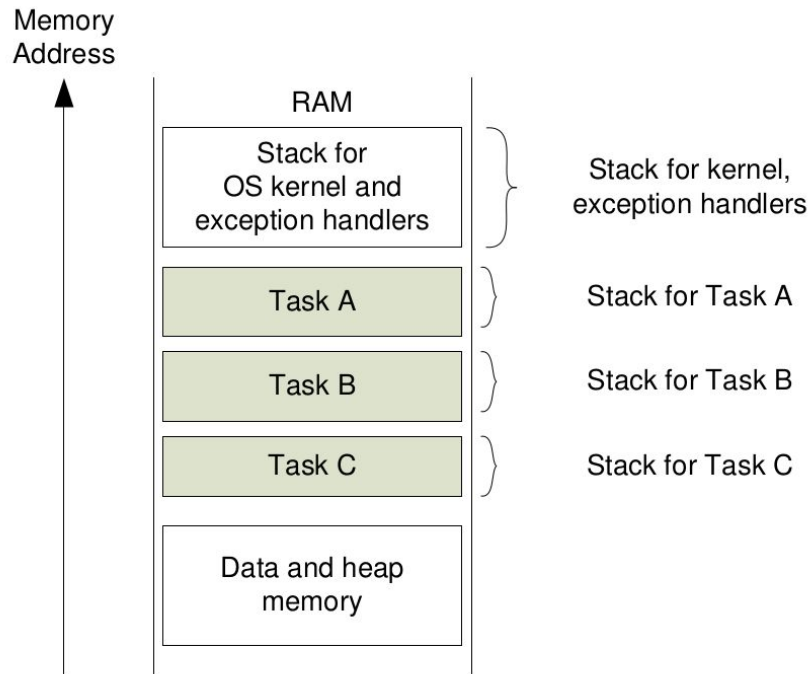 Memory
Address
RAM
Stack for
OS kernel and
exception handlers
Stack for kernel,
exception handlers
Task A
Stack for Task A
Task B
Stack for Task B
Task C
Stack for Task C
Data and heap
memory